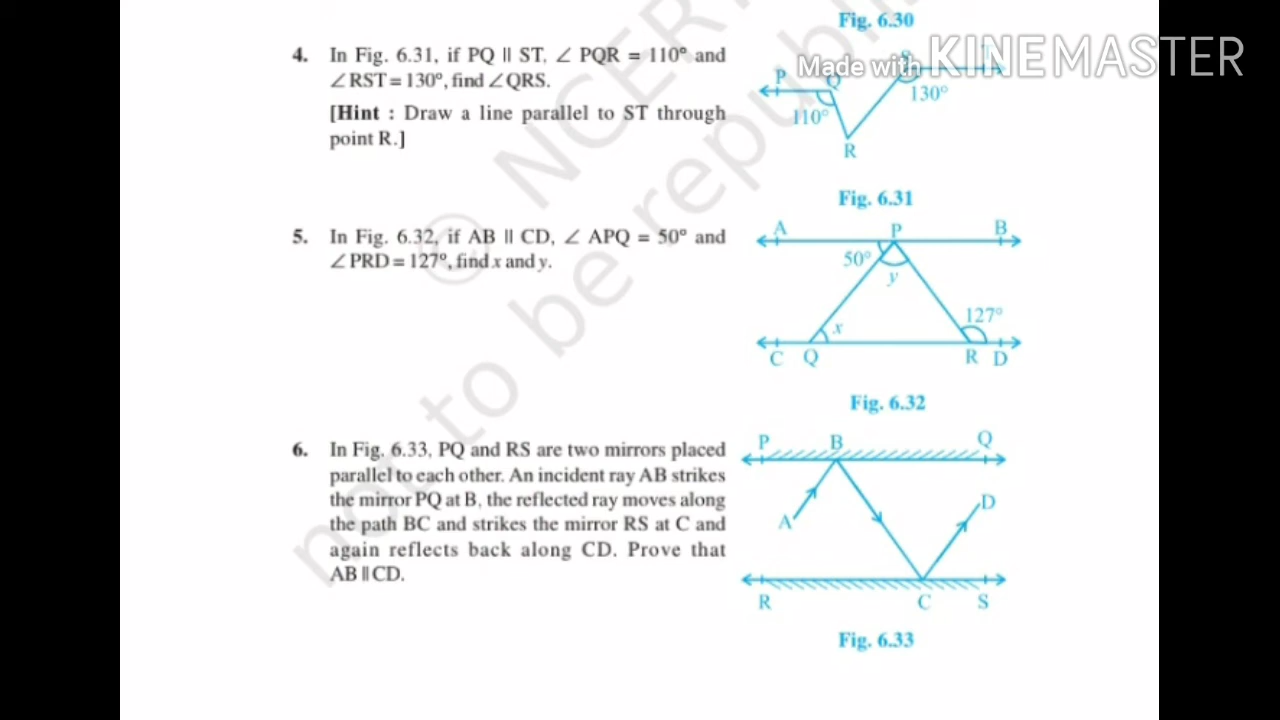 Fig. 6.30
Made with KINEMASTER
4. In Fig. 6.31, if PQ || ST, ∠ PQR = 110° and
∠ RST = 130°, find ∠ QRS.
[Hint : Draw a line parallel to ST through
point R.]
P
Q
130°
110°
R
Fig. 6.31
5. In Fig. 6.32, if AB || CD, ∠ APQ = 50° and
∠ PRD = 127°, find x and y.
A P B
50°
y
127°
x
C Q R D
Fig. 6.32
6. In Fig. 6.33, PQ and RS are two mirrors placed
parallel to each other. An incident ray AB strikes
the mirror PQ at B, the reflected ray moves along
the path BC and strikes the mirror RS at C and
again reflects back along CD. Prove that
AB || CD.
P B Q
A
D
R C S
Fig. 6.33
© NCERT
not to be republi